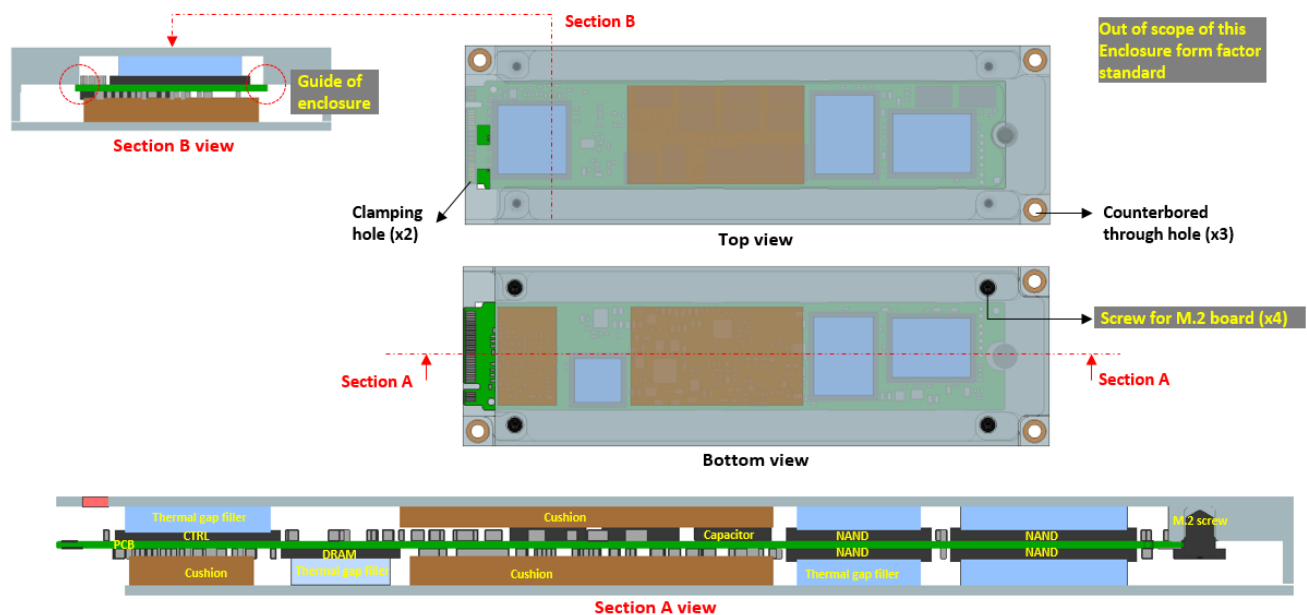 Section B
Out of scope of this
Enclosure form factor
standard
Guide of
enclosure
Section B view
Clamping
hole (x2)
Counterbored
through hole (x3)
Top view
Screw for M.2 board (x4)
Section A
Section A
Bottom view
Thermal gap filler
Cushion
M.2 screw
CTRL
Capacitor
NAND
NAND
PCB
DRAM
NAND
NAND
Cushion
Thermal gap filler
Cushion
Thermal gap filler
Section A view